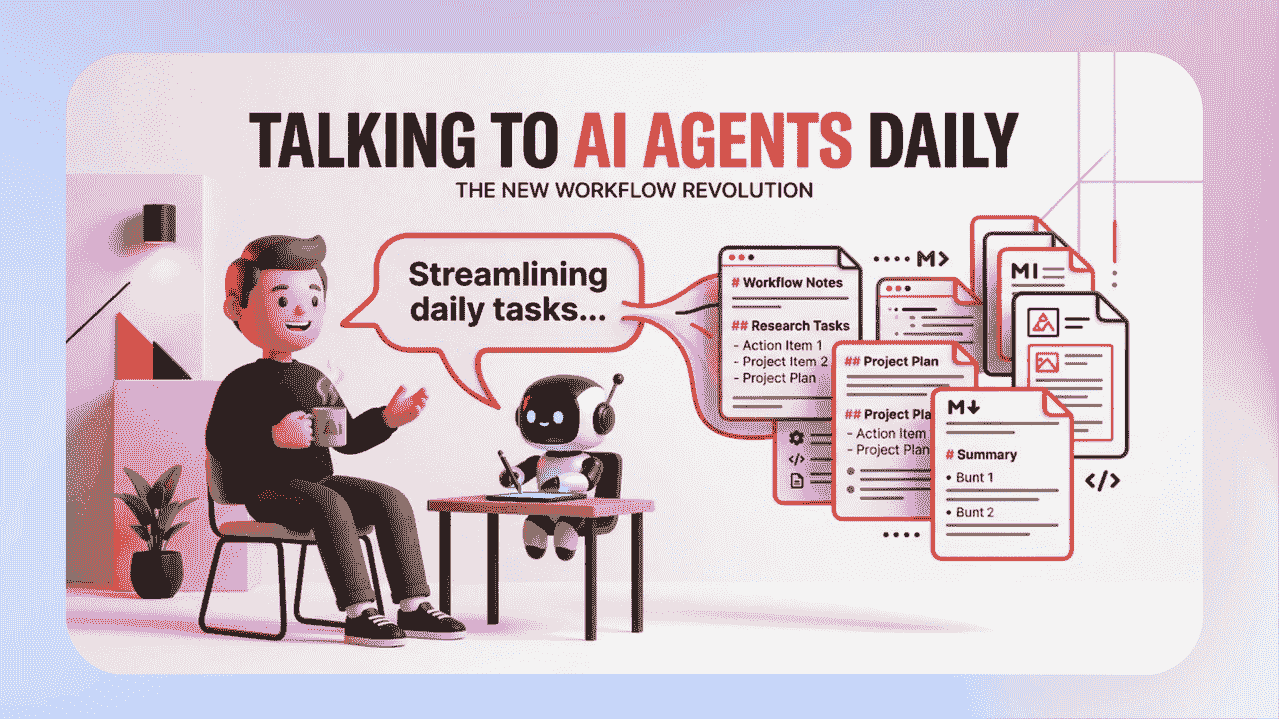 TALKING TO AI AGENTS DAILY
THE NEW WORKFLOW REVOLUTION
Streamlining
daily tasks...
# Workflow Notes
## Research Tasks
- Action Item 1
- Project Item 2
- Project Plan
M>
MI
## Project Plan
## Project Pla
- Action Item
- Project Plan
</>
M↓
# Summary
• Bunt 1
• Bunt 2
</>